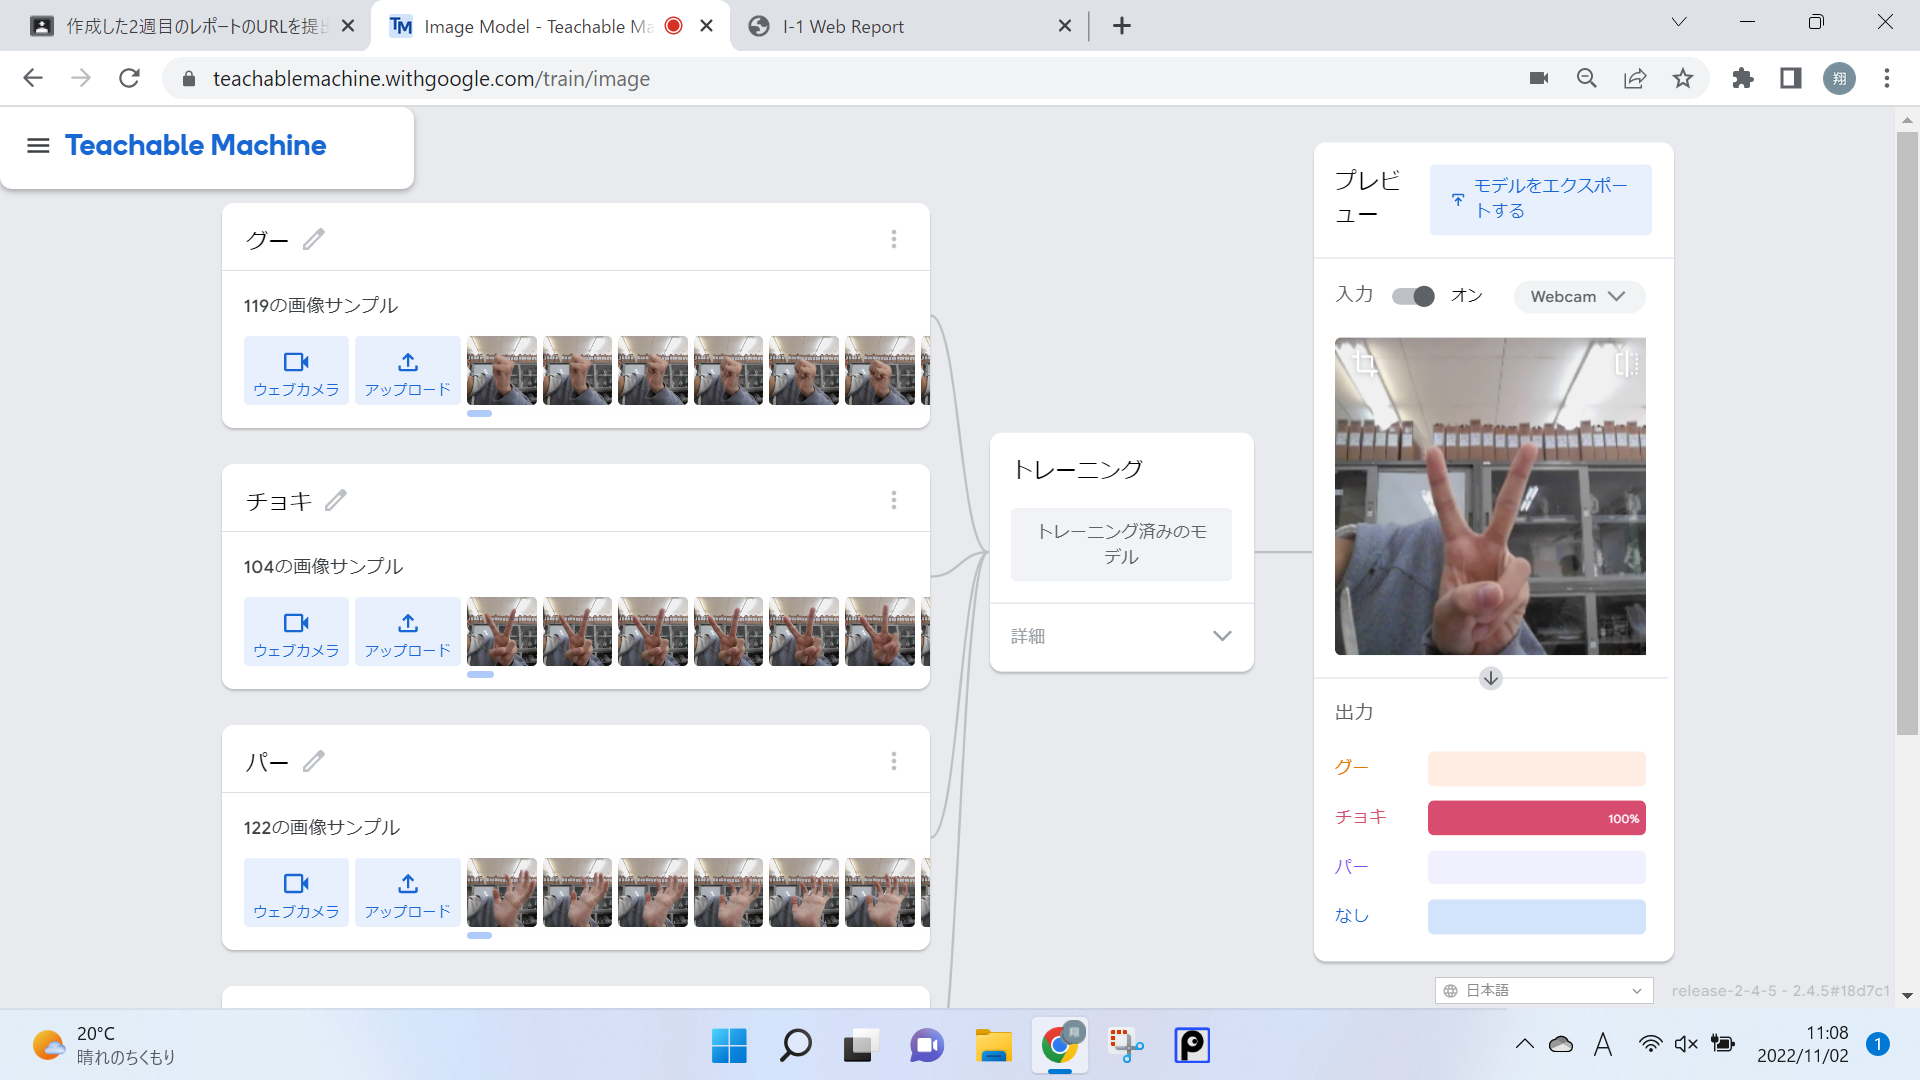 作成した2週目のレポートのURLを提出
Image Model - Teachable Ma
I-1 Web Report
teachablemachine.withgoogle.com/train/image
翔
Teachable Machine
グー
119の画像サンプル
ウェブカメラ
アップロード
チョキ
104の画像サンプル
ウェブカメラ
アップロード
パー
122の画像サンプル
ウェブカメラ
アップロード
トレーニング
トレーニング済みのモ
デル
詳細
プレビ
ュー
モデルをエクスポー
トする
入力
オン
Webcam
出力
グー
チョキ
100%
パー
なし
日本語
release-2-4-5 - 2.4.5#18d7c1
20°C
晴れのちくもり
翔
A
11:08
2022/11/02
1